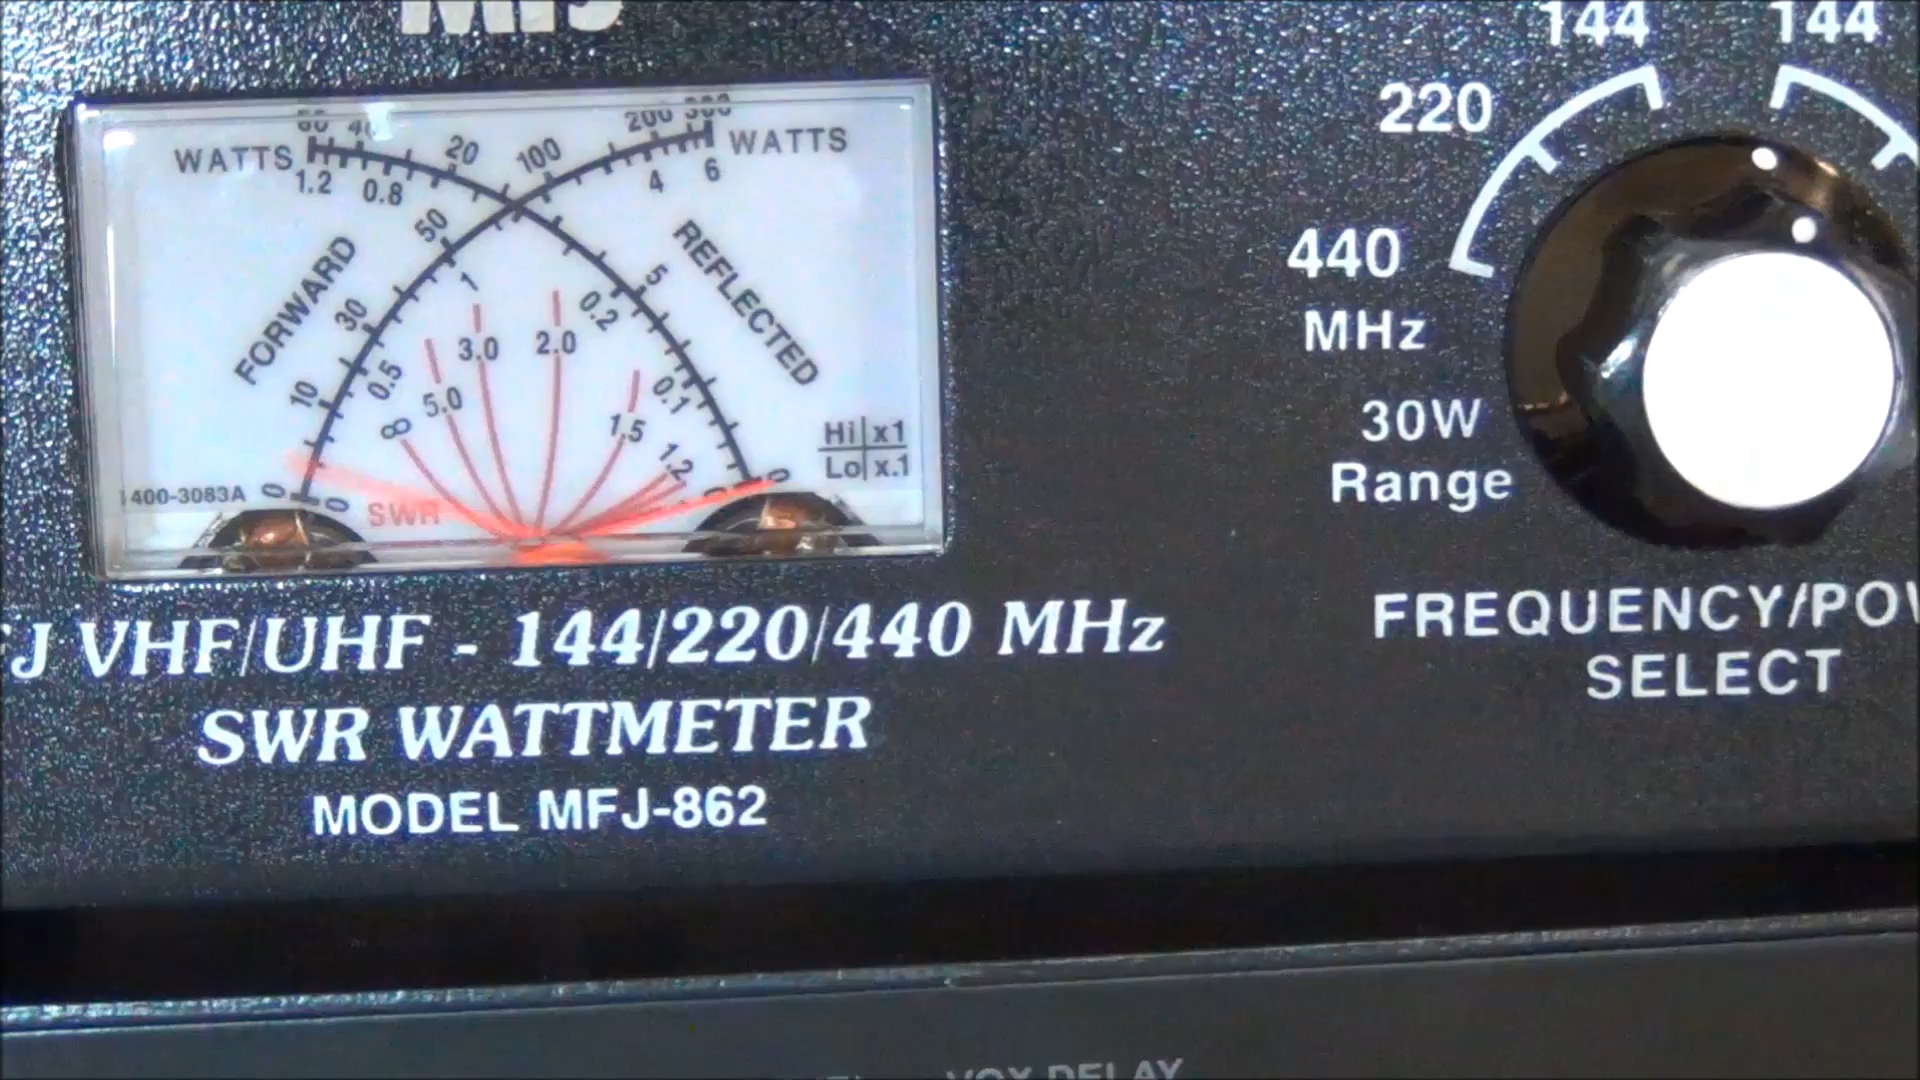 MFJ
144 144
220
440
MHz
30W
Range
FREQUENCY/POW
SELECT
60 40 20 100 200 300
WATTS WATTS
1.2 0.8 4 6
50 1 0.2 5
FORWARD REFLECTED
30 0.5 5.0 3.0 2.0 0.1
10 ∞ 1.5 1.2
Hi x1
Lo x.1
1400-3083A 0 0 SWR 0 0
J VHF/UHF - 144/220/440 MHz
SWR WATTMETER
MODEL MFJ-862
VOX DELAY